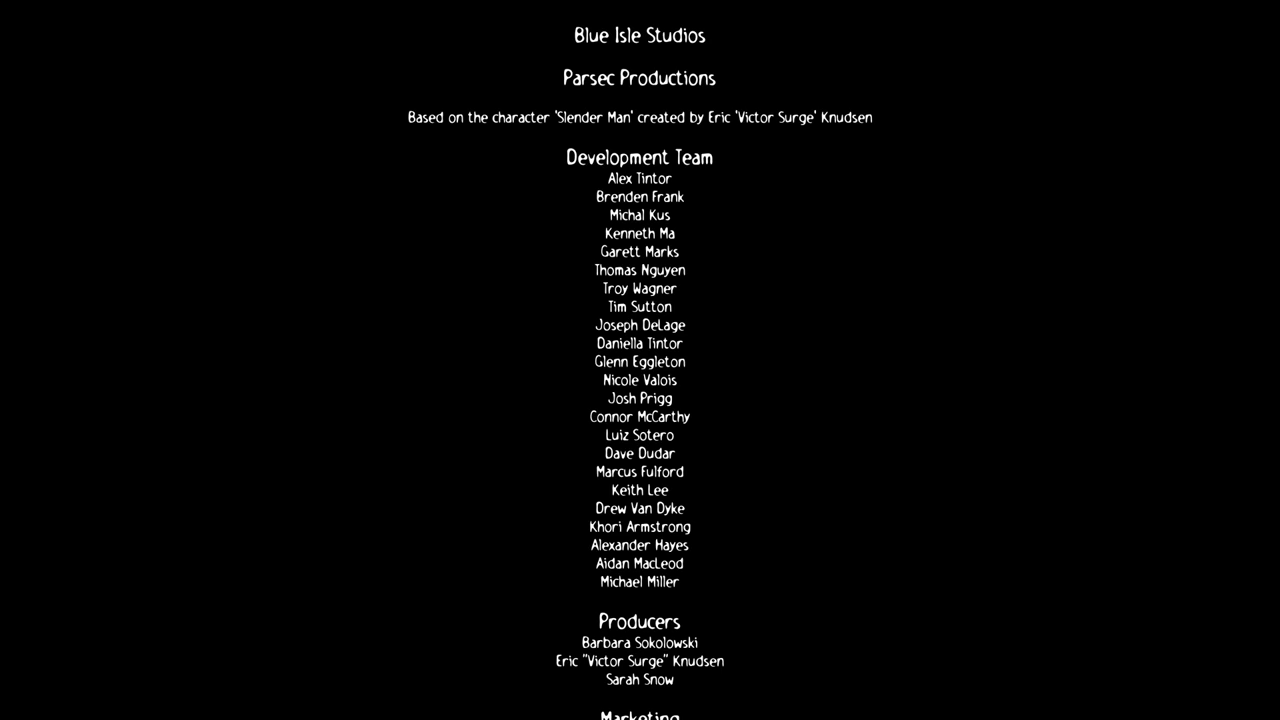 Blue Isle Studios
Parsec Productions
Based on the character 'Slender Man' created by Eric 'Victor Surge' Knudsen
Development Team
Alex Tintor
Brenden Frank
Michal Kus
Kenneth Ma
Garett Marks
Thomas Nguyen
Troy Wagner
Tim Sutton
Joseph DeLage
Daniella Tintor
Glenn Eggleton
Nicole Valois
Josh Prigg
Connor McCarthy
Luiz Sotero
Dave Dudar
Marcus Fulford
Keith Lee
Drew Van Dyke
Khori Armstrong
Alexander Hayes
Aidan MacLeod
Michael Miller
Producers
Barbara Sokolowski
Eric "Victor Surge" Knudsen
Sarah Snow
Marketing